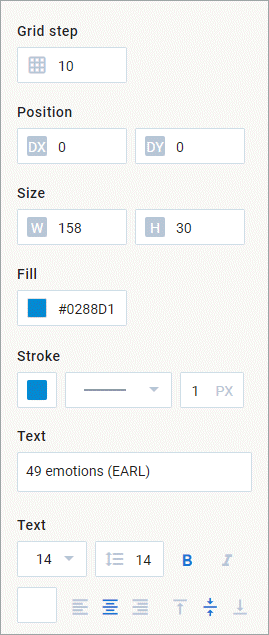 Grid step
10
Position
DX 0 DY 0
Size
W 158 H 30
Fill
#0288D1
Stroke
1 PX
Text
49 emotions (EARL)
Text
14 14 B I